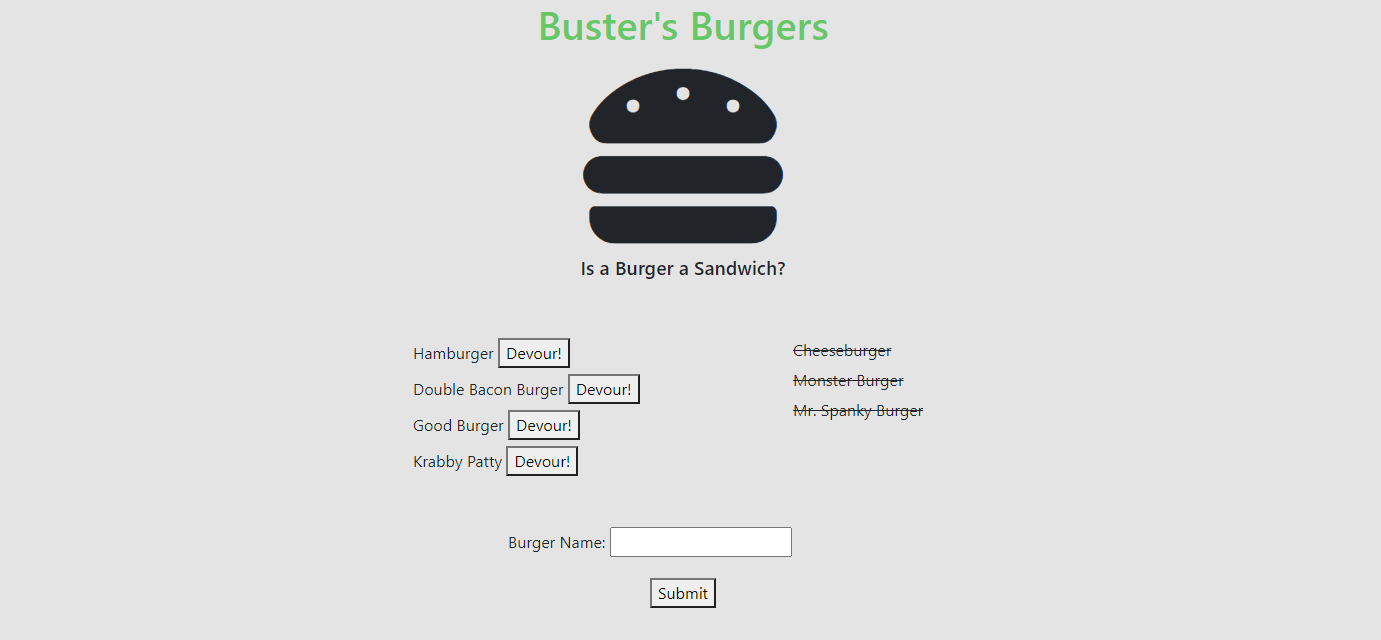 Buster's Burgers
Is a Burger a Sandwich?
Hamburger Devour!
Double Bacon Burger Devour!
Good Burger Devour!
Krabby Patty Devour!
Cheeseburger
Monster Burger
Mr. Spanky Burger
Burger Name:
Submit